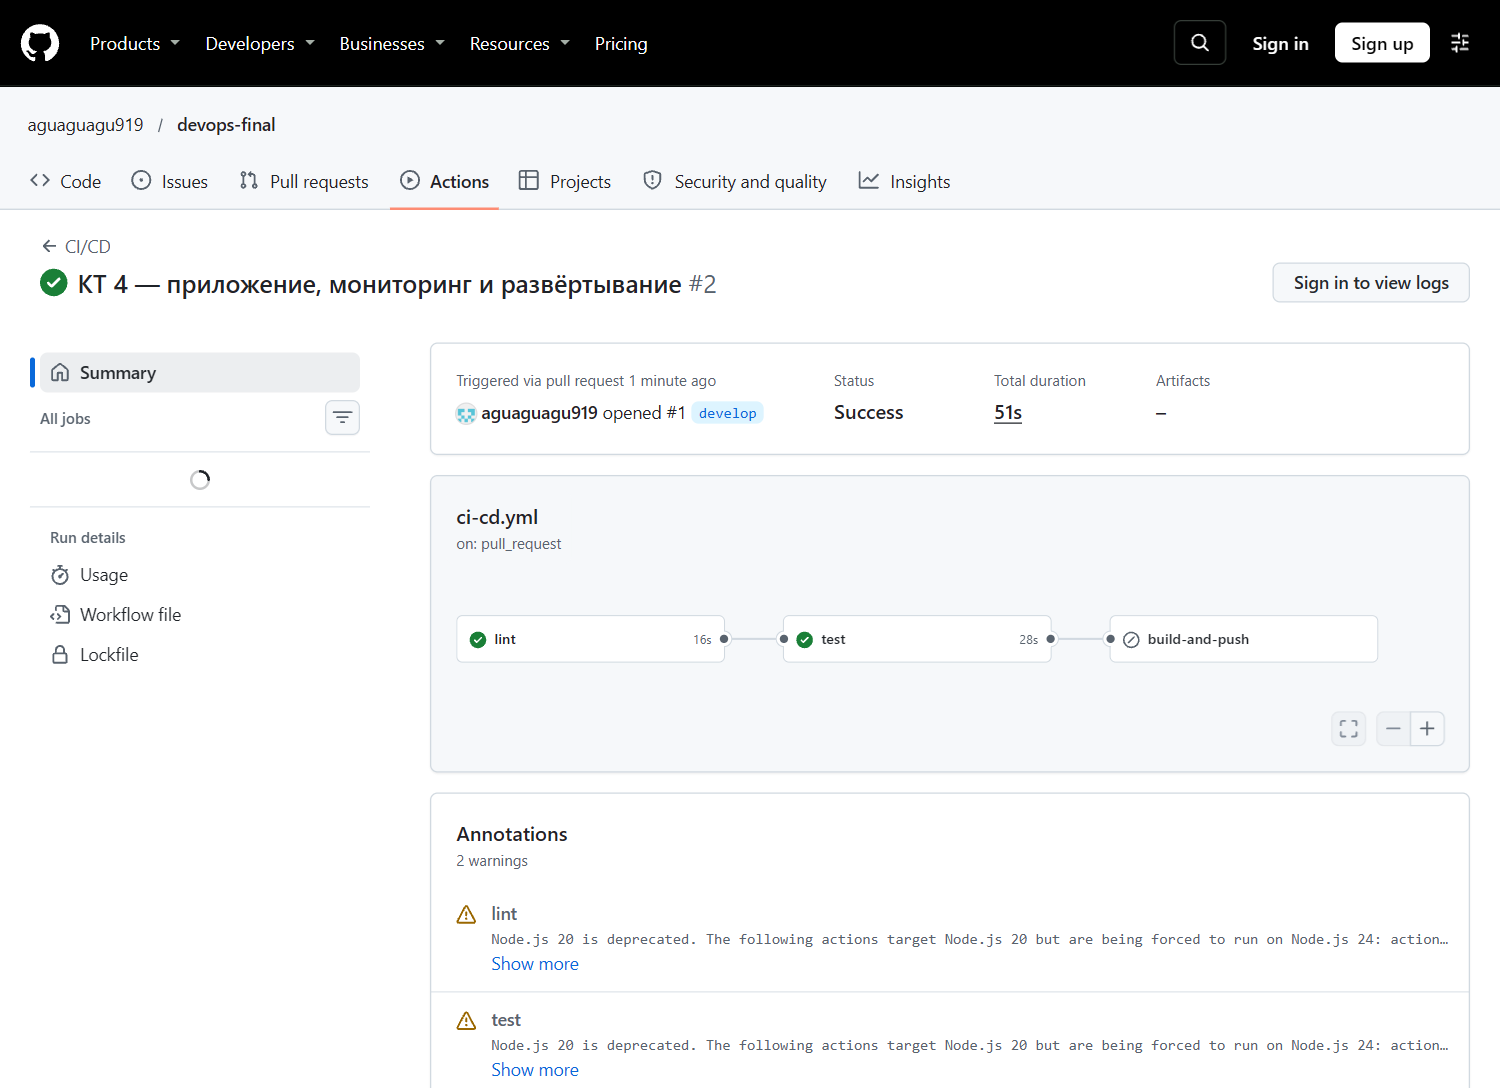 Products Developers Businesses Resources Pricing Sign in Sign up
aguaguagu919 / devops-final
Code Issues Pull requests Actions Projects Security and quality Insights
CI/CD
КТ 4 — приложение, мониторинг и развёртывание #2
Sign in to view logs
Summary
All jobs
Run details
Usage
Workflow file
Lockfile
Triggered via pull request 1 minute ago
aguaguagu919 opened #1 develop
Status
Success
Total duration
51s
Artifacts
–
ci-cd.yml
on: pull_request
lint 16s
test 28s
build-and-push
Annotations
2 warnings
lint
Node.js 20 is deprecated. The following actions target Node.js 20 but are being forced to run on Node.js 24: action…
Show more
test
Node.js 20 is deprecated. The following actions target Node.js 20 but are being forced to run on Node.js 24: action…
Show more